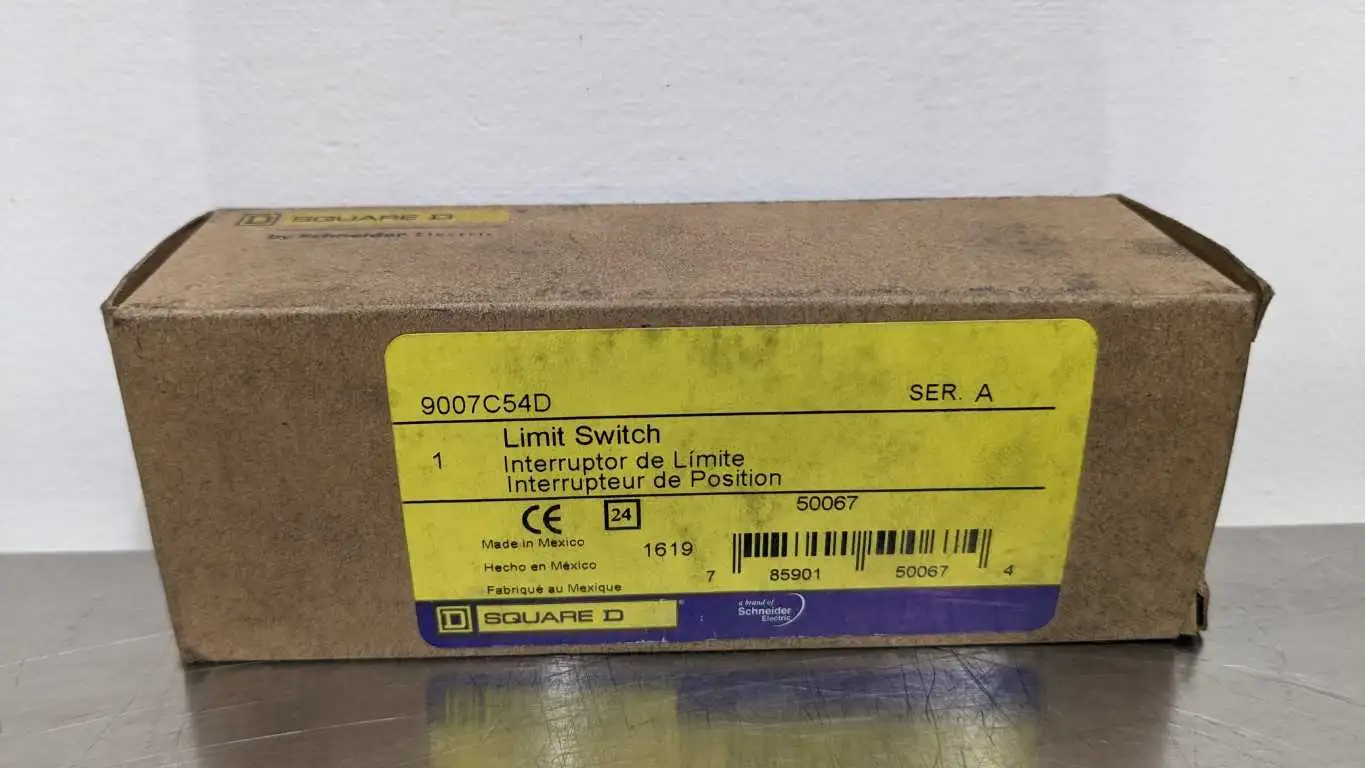 D SQUARE D
by Schneider Electric
9007C54D SER. A
1 Limit Switch
Interruptor de Límite
Interrupteur de Position
CE 24 50067
Made in Mexico
Hecho en México
Fabriqué au Mexique
1619
7 85901 50067 4
D SQUARE D
a brand of
Schneider
Electric